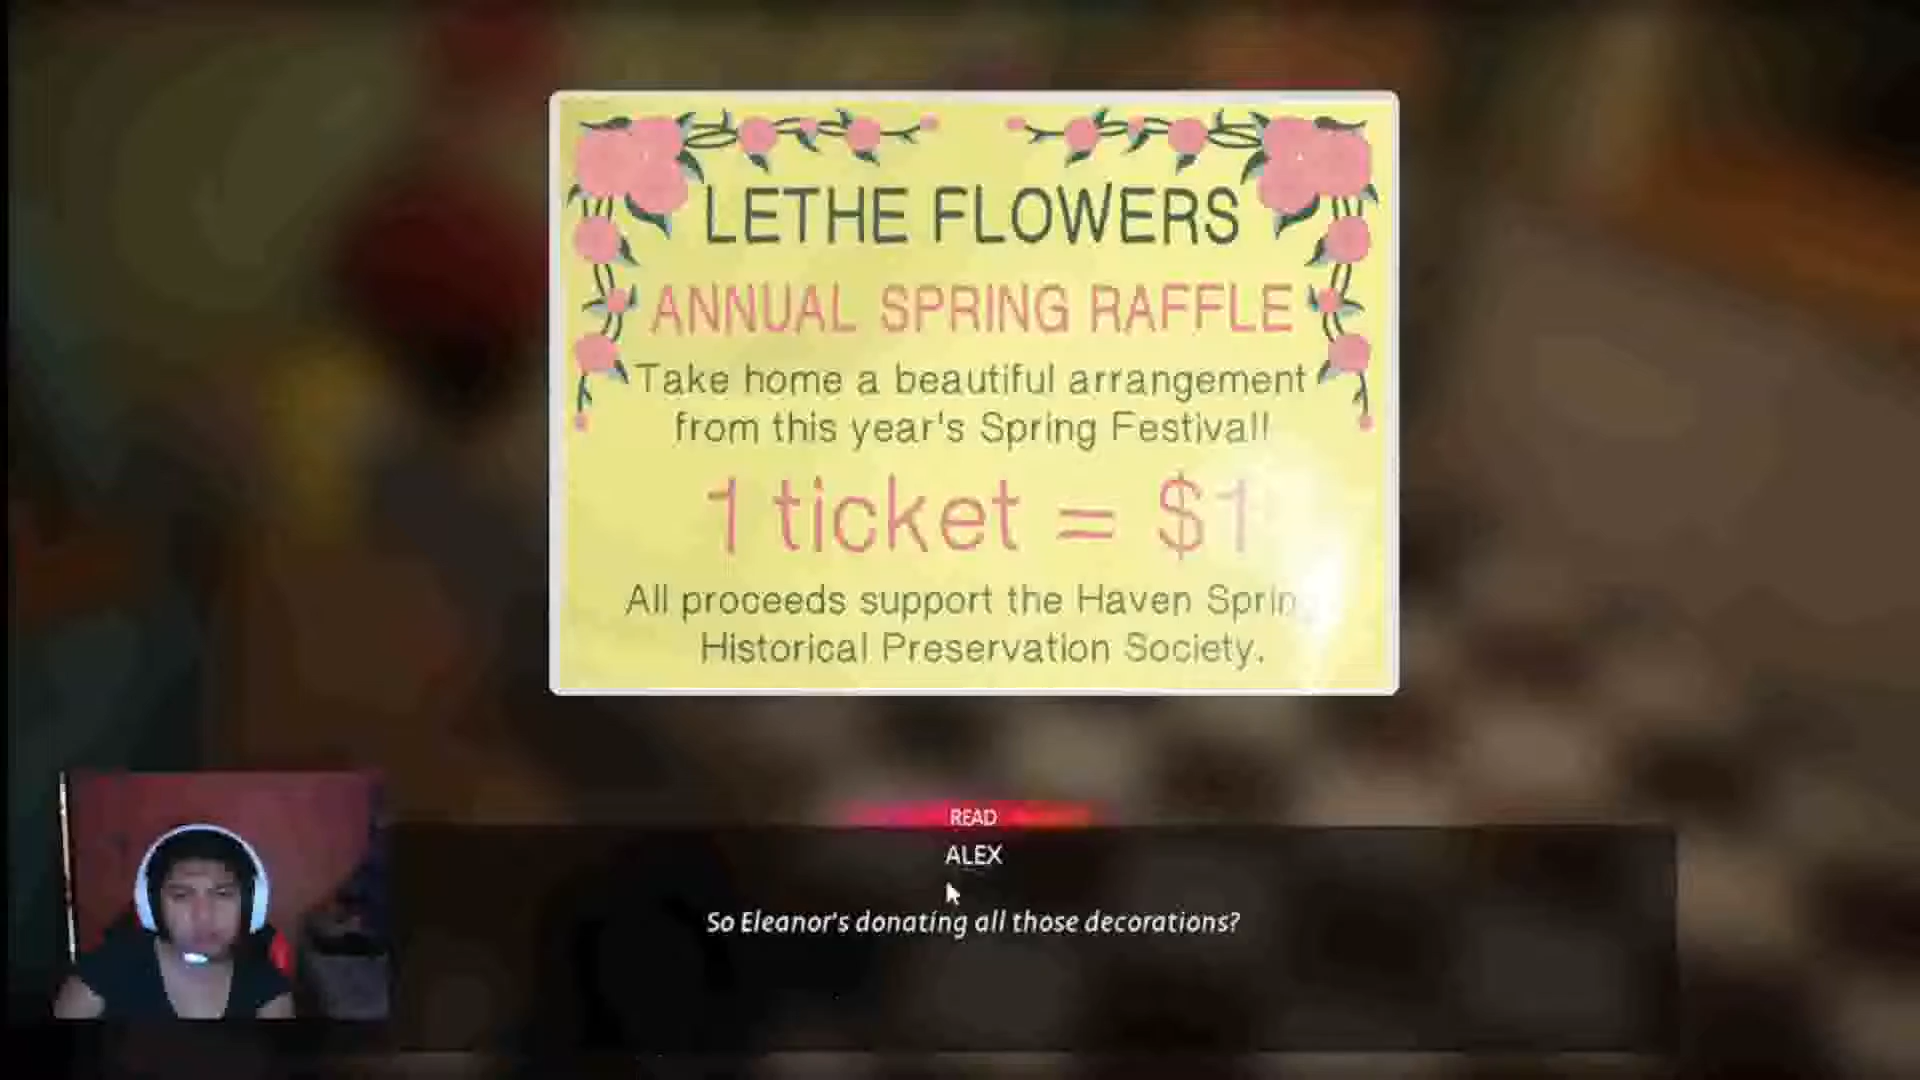 LETHE FLOWERS
ANNUAL SPRING RAFFLE
Take home a beautiful arrangement
from this year's Spring Festival!
1 ticket = $1
All proceeds support the Haven Spring
Historical Preservation Society.
READ
ALEX
So Eleanor's donating all those decorations?